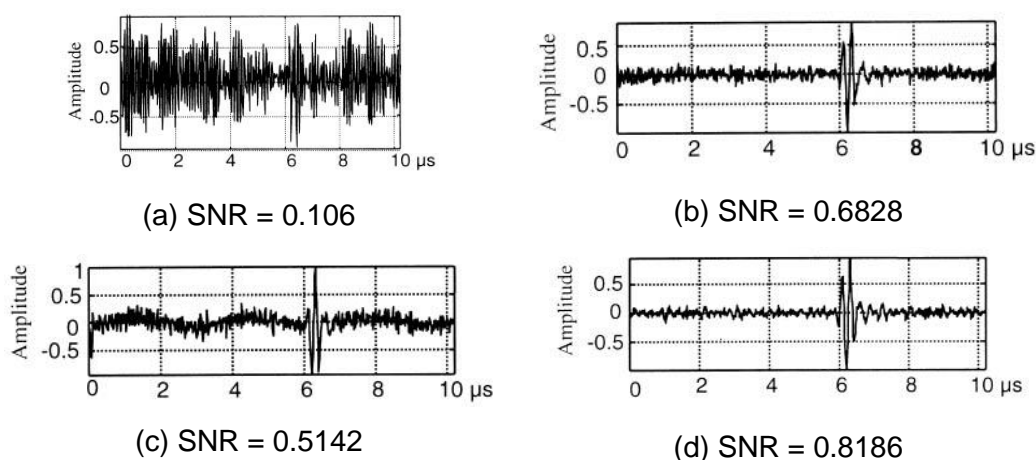 Amplitude
0.5
0
-0.5
0 2 4 6 8 10 µs
(a) SNR = 0.106
Amplitude
0.5
0
-0.5
0 2 4 6 8 10 µs
(b) SNR = 0.6828
Amplitude
1
0.5
0
-0.5
0 2 4 6 8 10 µs
(c) SNR = 0.5142
Amplitude
0.5
0
-0.5
0 2 4 6 8 10 µs
(d) SNR = 0.8186